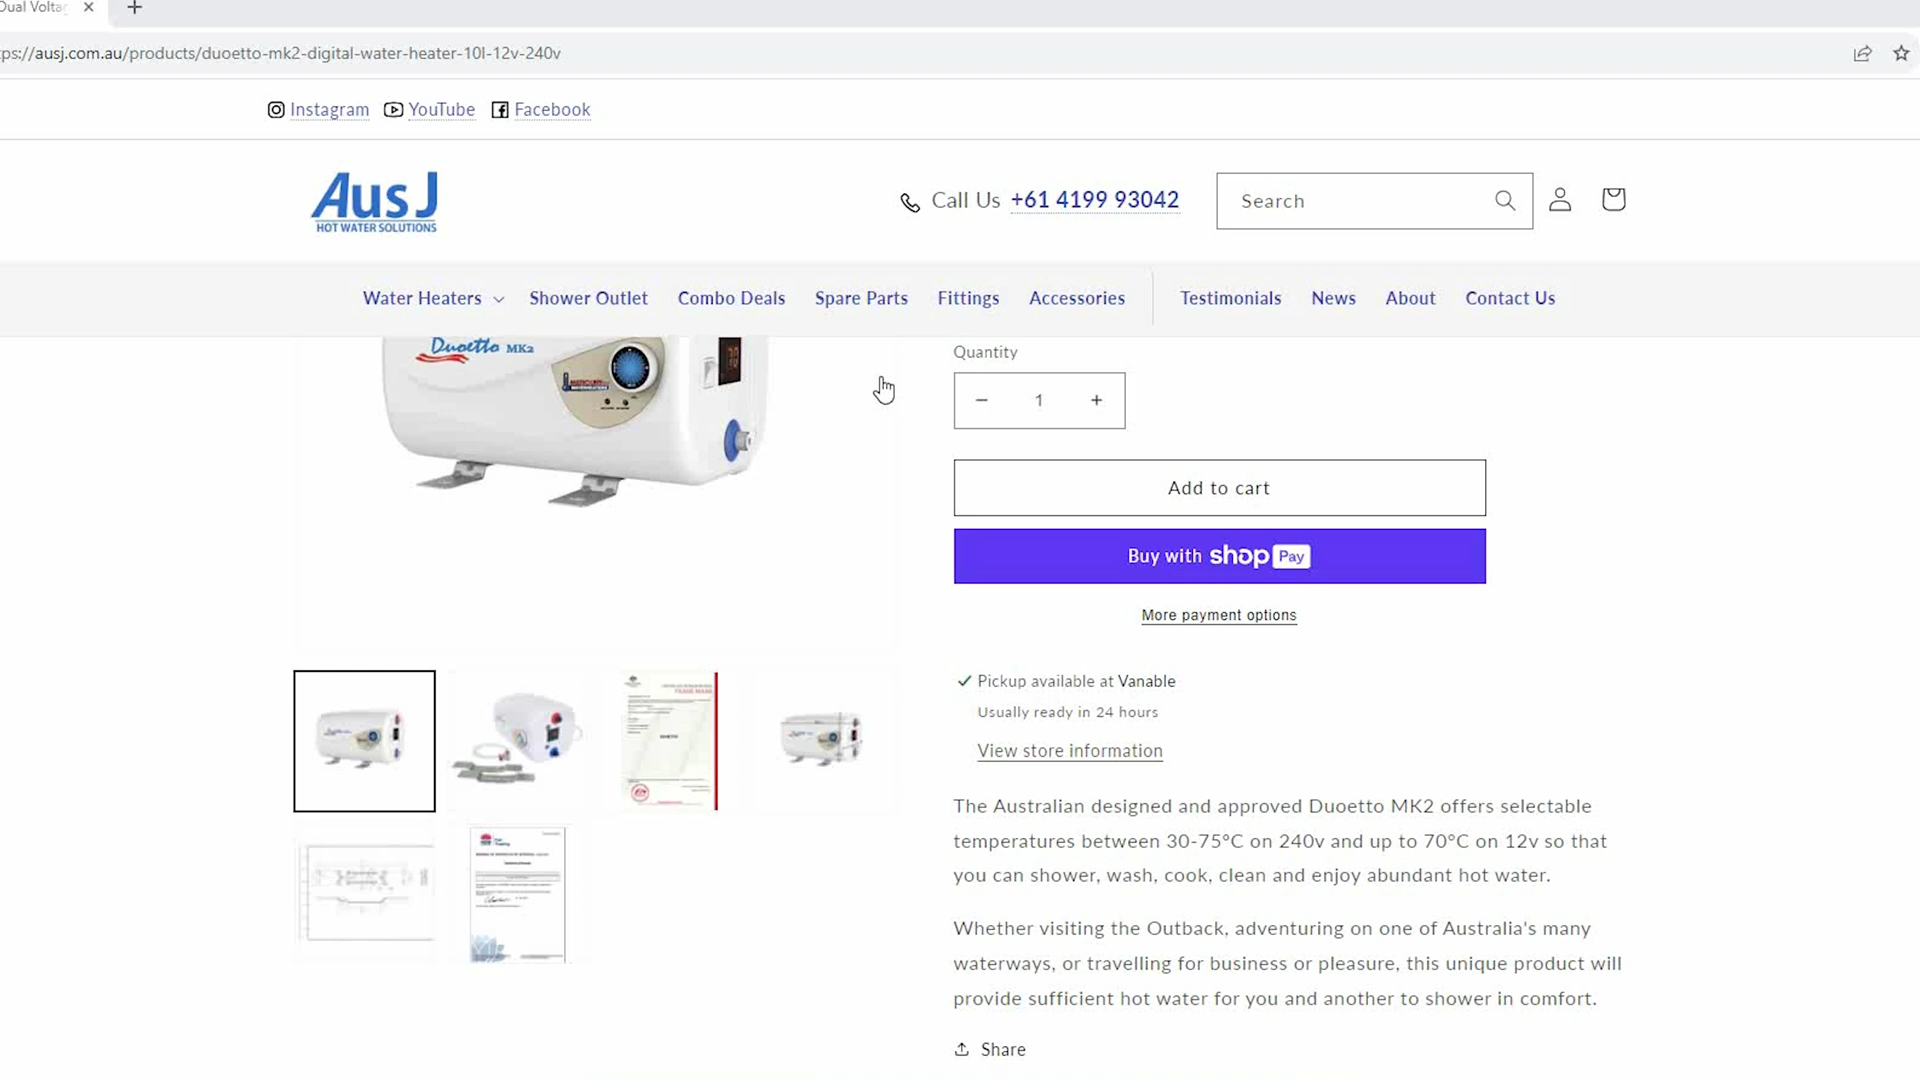 Dual Volta
ps://ausj.com.au/products/duoetto-mk2-digital-water-heater-10l-12v-240v
Instagram YouTube Facebook
AusJ
HOT WATER SOLUTIONS
Call Us +61 4199 93042
Search
Water Heaters Shower Outlet Combo Deals Spare Parts Fittings Accessories Testimonials News About Contact Us
Duoetto MK2
Quantity
− 1 +
Add to cart
Buy with shop Pay
More payment options
Pickup available at Vanable
Usually ready in 24 hours
View store information
The Australian designed and approved Duoetto MK2 offers selectable
temperatures between 30-75°C on 240v and up to 70°C on 12v so that
you can shower, wash, cook, clean and enjoy abundant hot water.
Whether visiting the Outback, adventuring on one of Australia's many
waterways, or travelling for business or pleasure, this unique product will
provide sufficient hot water for you and another to shower in comfort.
Share